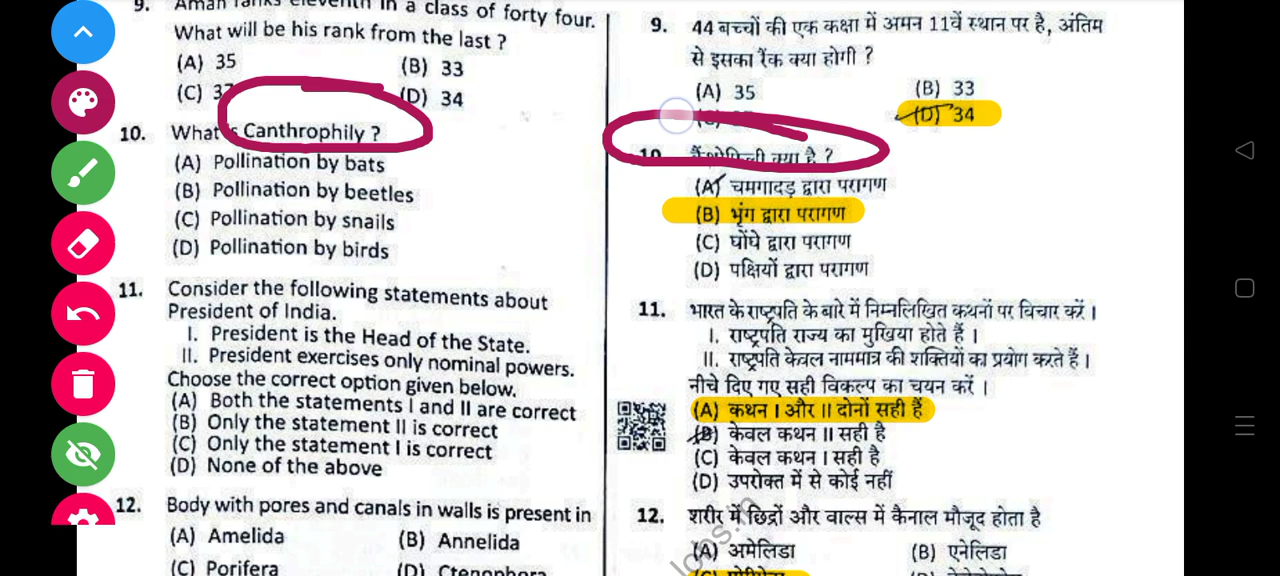 9. Aman ranks eleventh in a class of forty four.
What will be his rank from the last ?
(A) 35 (B) 33
(C) (D) 34
10. What is Canthrophily ?
(A) Pollination by bats
(B) Pollination by beetles
(C) Pollination by snails
(D) Pollination by birds
11. Consider the following statements about
President of India.
I. President is the Head of the State.
II. President exercises only nominal powers.
Choose the correct option given below.
(A) Both the statements I and II are correct
(B) Only the statement II is correct
(C) Only the statement I is correct
(D) None of the above
12. Body with pores and canals in walls is present in
(A) Amelida (B) Annelida
(C) Porifera (D) Ctenophora
9. 44 बच्चों की एक कक्षा में अमन 11वें स्थान पर है, अंतिम
से इसका रैंक क्या होगी ?
(A) 35 (B) 33
(D) 34
10. क्या है ?
(A) चमगादड़ द्वारा परागण
(B) भृंग द्वारा परागण
(C) घोंघे द्वारा परागण
(D) पक्षियों द्वारा परागण
11. भारत के राष्ट्रपति के बारे में निम्नलिखित कथनों पर विचार करें ।
I. राष्ट्रपति राज्य का मुखिया होते हैं ।
II. राष्ट्रपति केवल नाममात्र की शक्तियों का प्रयोग करते हैं ।
नीचे दिए गए सही विकल्प का चयन करें ।
(A) कथन I और II दोनों सही हैं
(B) केवल कथन II सही है
(C) केवल कथन I सही है
(D) उपरोक्त में से कोई नहीं
12. शरीर में छिद्रों और वाल्स में कैनाल मौजूद होता है
(A) अमेलिडा (B) एनेलिडा